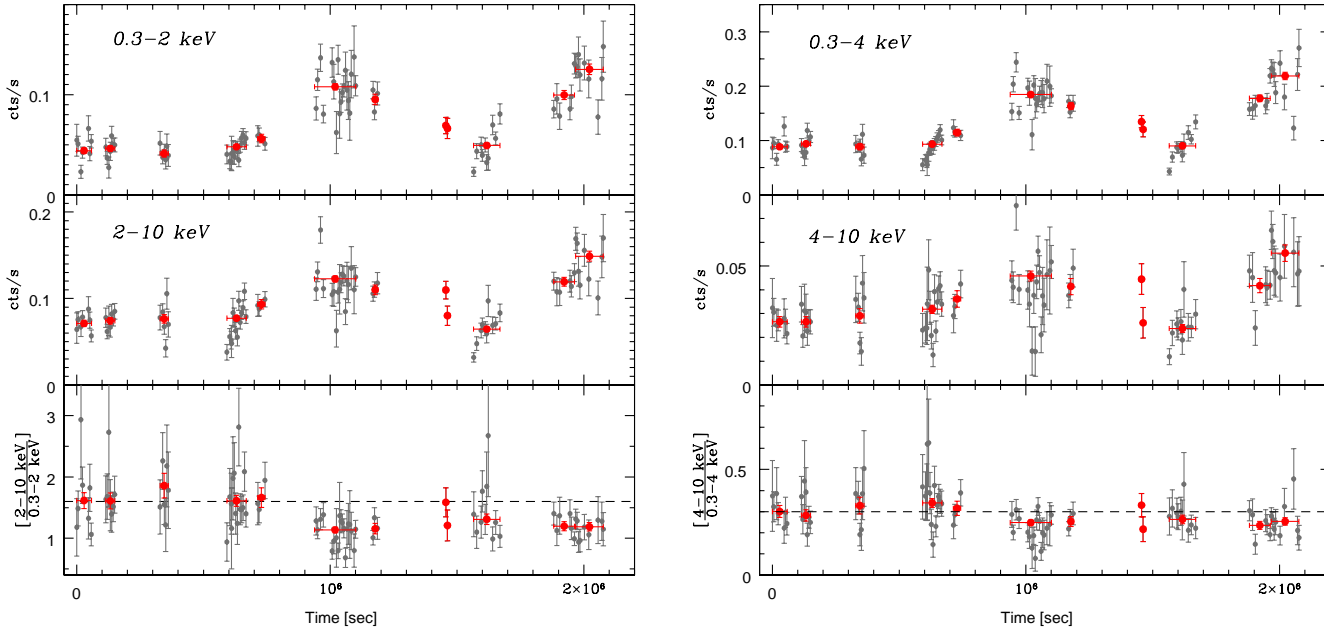 0.3−2 keV
cts/s
0.1
0
2−10 keV
cts/s
0.2
0.1
0
[2−10 keV / 0.3−2 keV]
3
2
1
0
10⁶
2×10⁶
Time [sec]
0.3−4 keV
cts/s
0.3
0.2
0.1
0
4−10 keV
cts/s
0.05
0
[4−10 keV / 0.3−4 keV]
0.5
0
0
10⁶
2×10⁶
Time [sec]